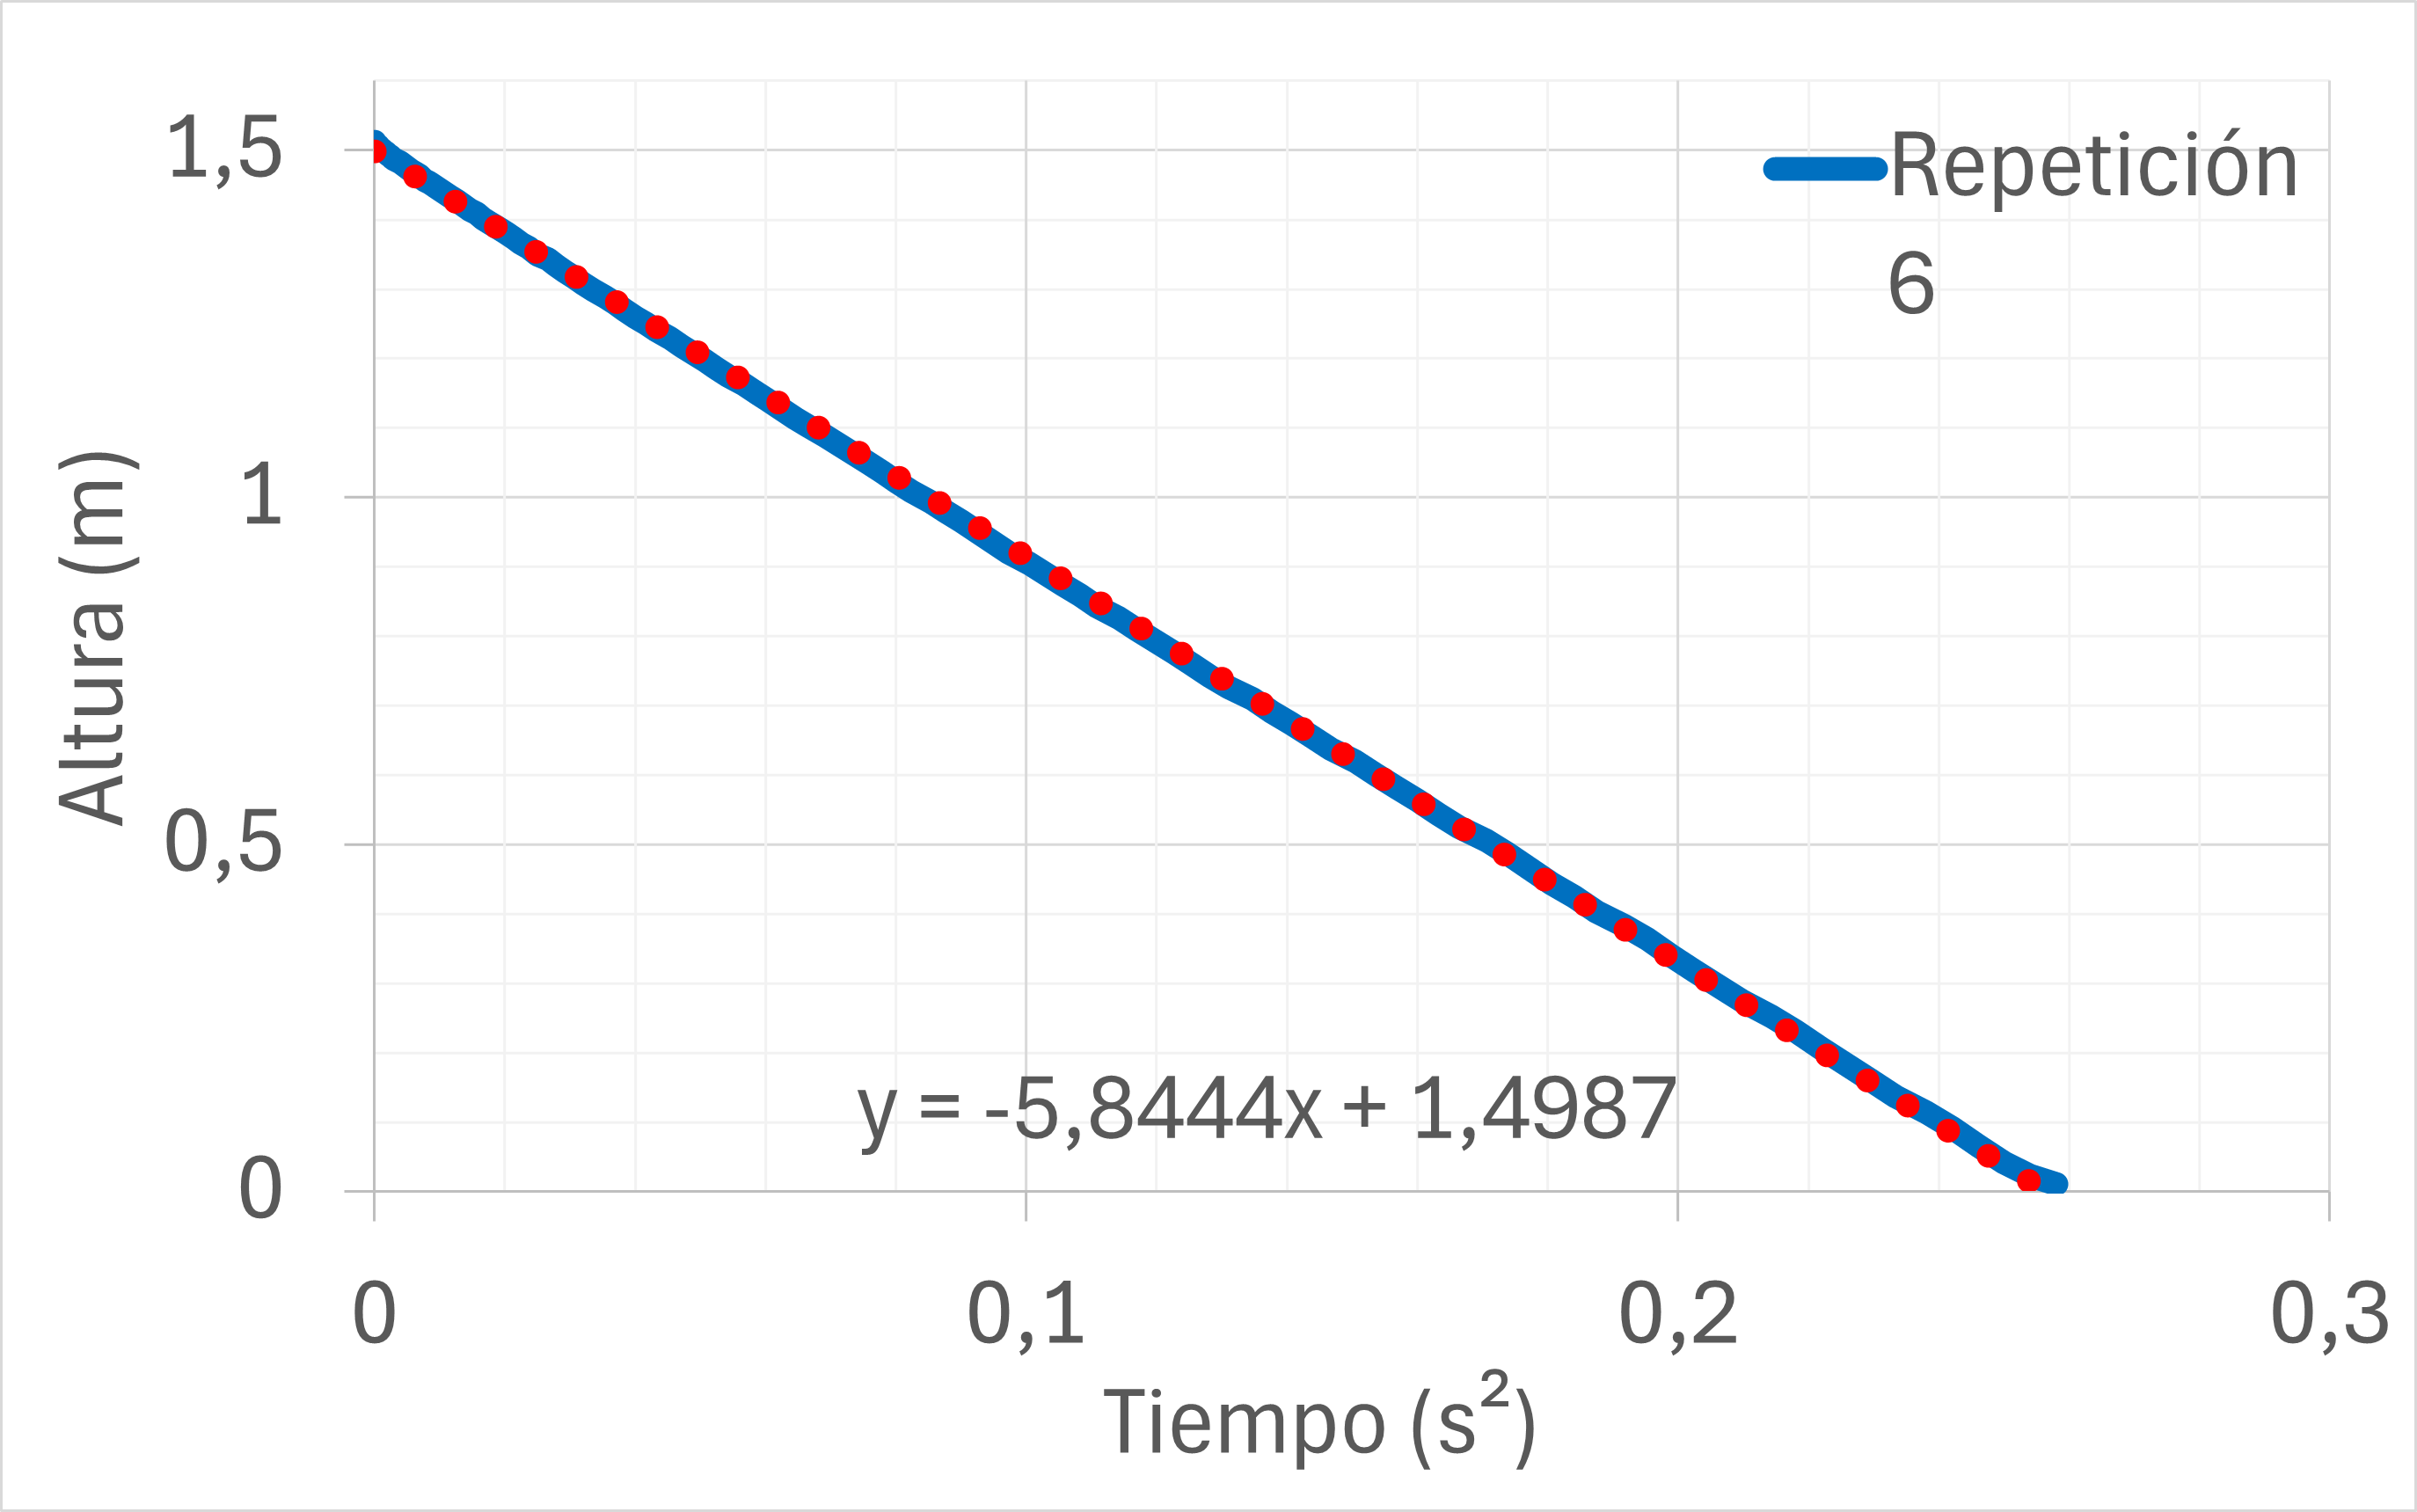 1,5
1
0,5
0
Altura (m)
Repetición
6
y = -5,8444x + 1,4987
0
0,1
0,2
0,3
Tiempo (s²)